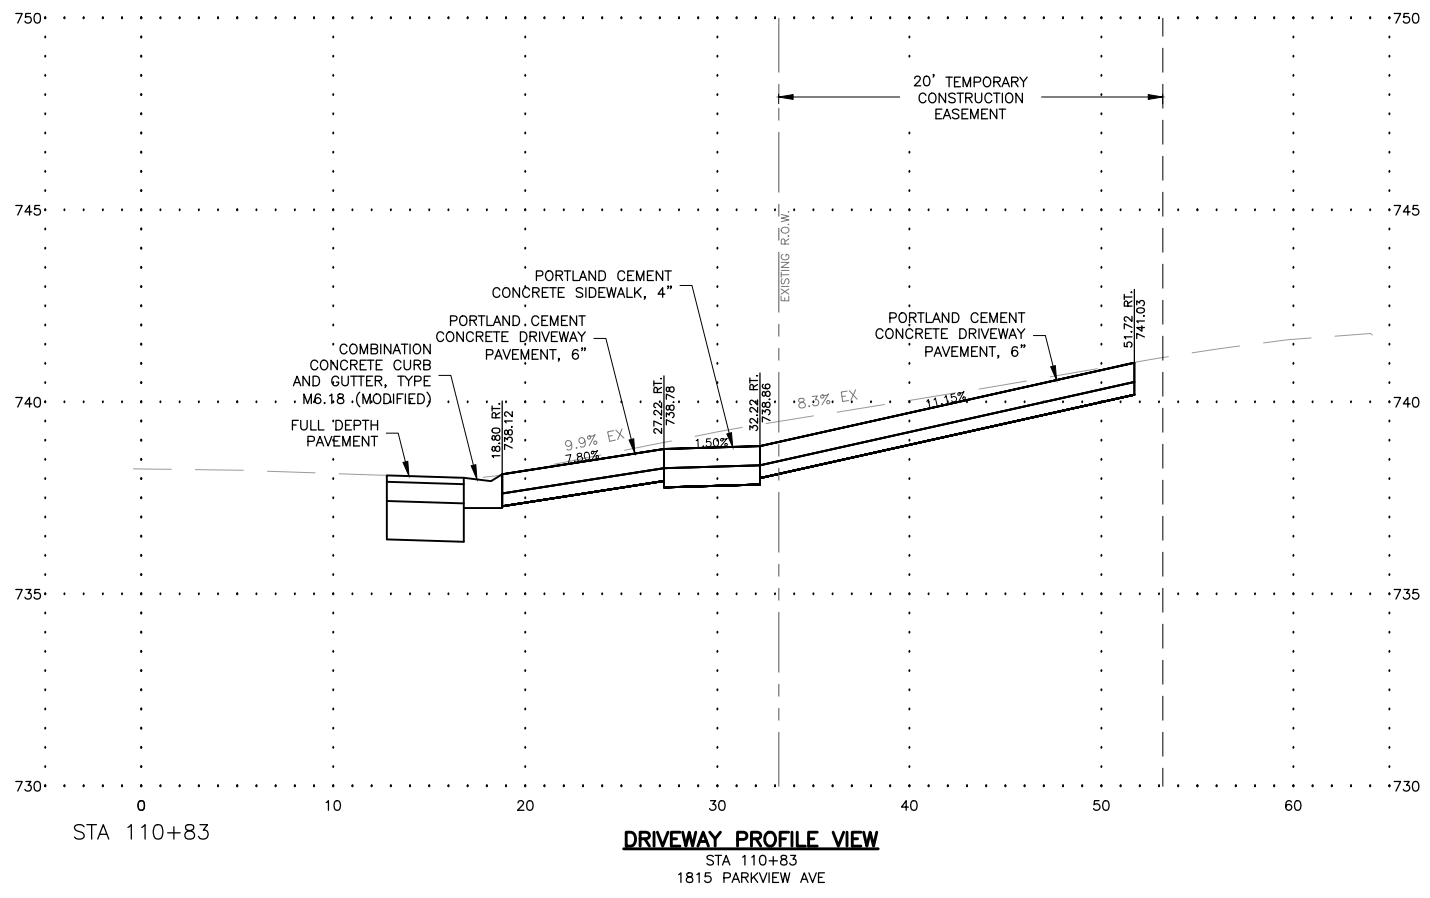 750
750
20' TEMPORARY
CONSTRUCTION
EASEMENT
745
745
EXISTING R.O.W.
PORTLAND CEMENT
CONCRETE SIDEWALK, 4"
PORTLAND CEMENT
CONCRETE DRIVEWAY
PAVEMENT, 6"
PORTLAND CEMENT
CONCRETE DRIVEWAY
PAVEMENT, 6"
COMBINATION
CONCRETE CURB
AND GUTTER, TYPE
M6.18 (MODIFIED)
FULL DEPTH
PAVEMENT
18.80 RT.
738.12
27.22 RT.
738.78
32.22 RT.
738.86
51.72 RT.
741.03
740
740
9.9% EX
7.80%
1.50%
8.3% EX
11.15%
735
735
730
730
0
10
20
30
40
50
60
STA 110+83
DRIVEWAY PROFILE VIEW
STA 110+83
1815 PARKVIEW AVE